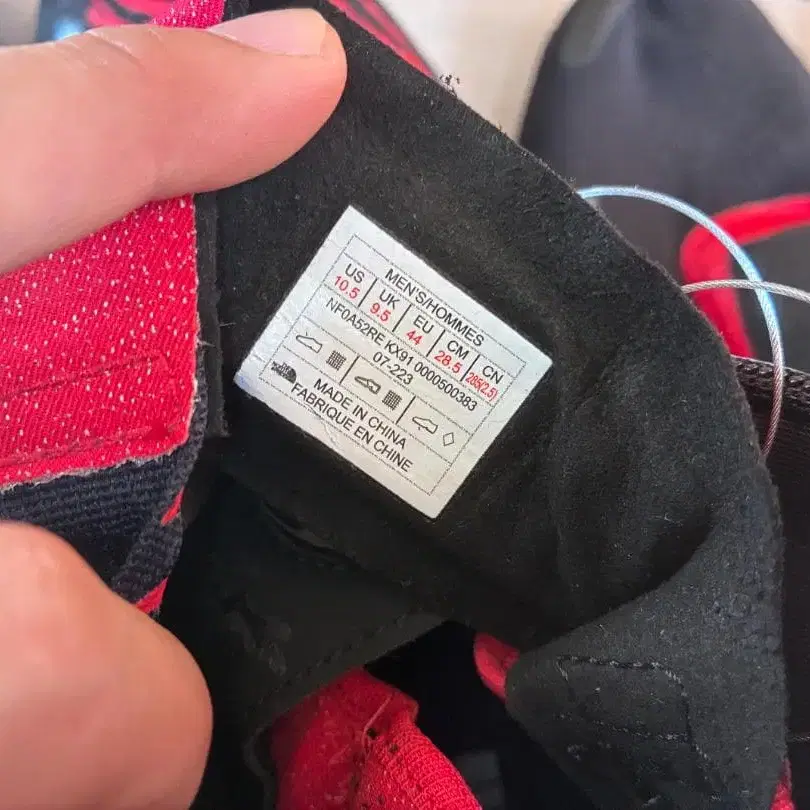 MEN'S/HOMMES
US UK EU CM CN
10.5 9.5 44 28.5 285(2.5)
NF0A52RE KX91 0000500383
07-223
MADE IN CHINA
FABRIQUE EN CHINE